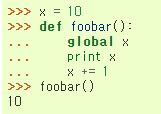 >>> x = 10
>>> def foobar():
...     global x
...     print x
...     x += 1
>>> foobar()
10